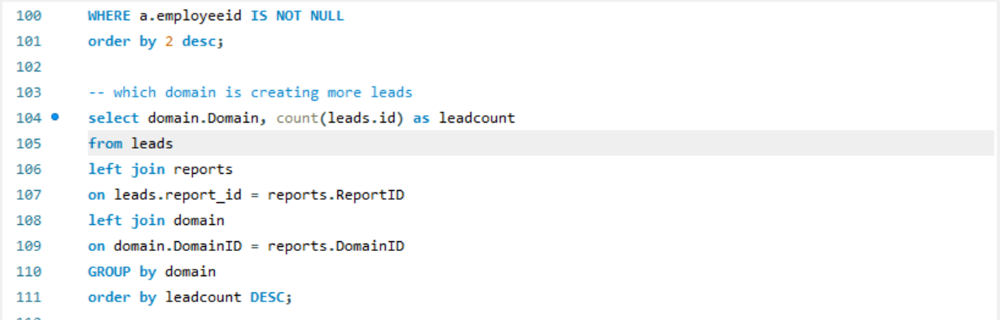 100 WHERE a.employeeid IS NOT NULL
101 order by 2 desc;
102
103 -- which domain is creating more leads
104 select domain.Domain, count(leads.id) as leadcount
105 from leads
106 left join reports
107 on leads.report_id = reports.ReportID
108 left join domain
109 on domain.DomainID = reports.DomainID
110 GROUP by domain
111 order by leadcount DESC;